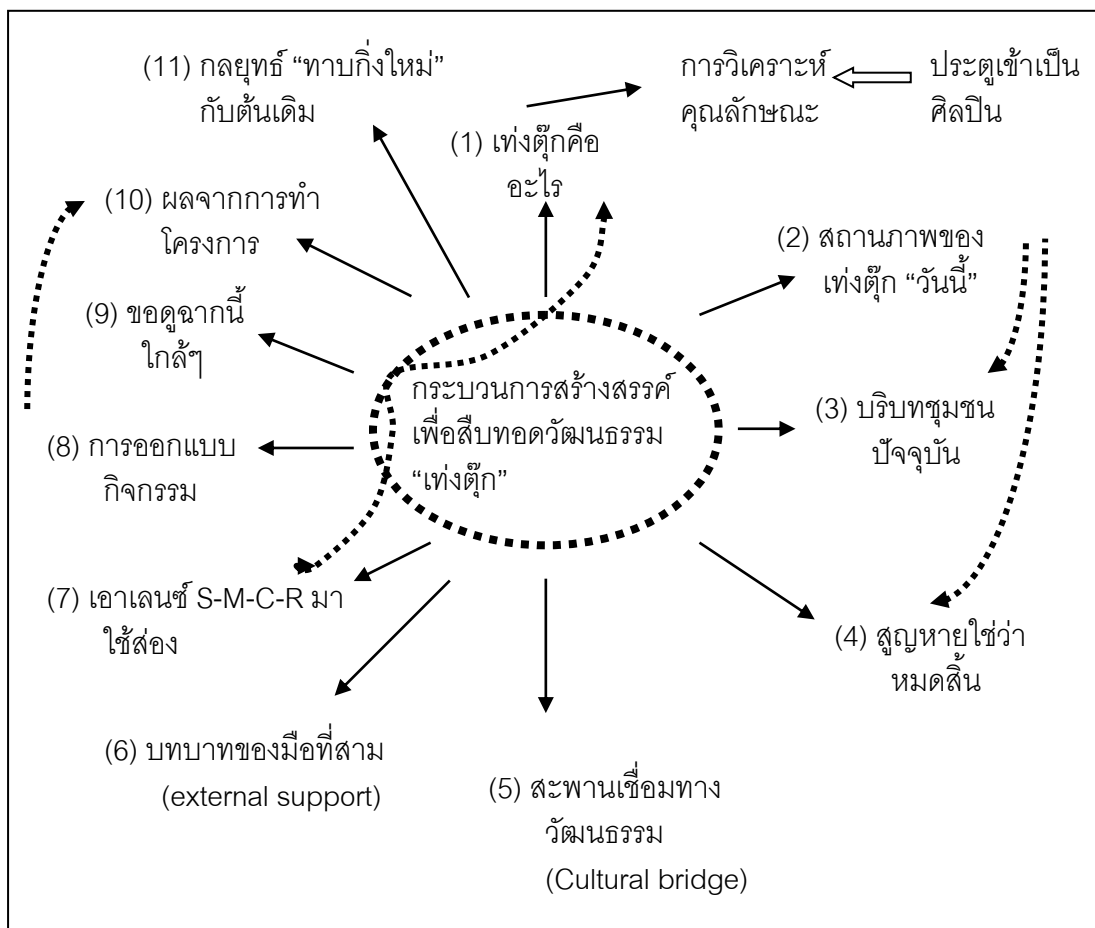 (11) กลยุทธ์ “ทาบกิ่งใหม่”
กับต้นเดิม
การวิเคราะห์
คุณลักษณะ
ประตูเข้าเป็น
ศิลปิน
(1) เท่งตุ๊กคือ
อะไร
(10) ผลจากการทำ
โครงการ
(2) สถานภาพของ
เท่งตุ๊ก “วันนี้”
(9) ขอดูฉากนี้
ใกล้ๆ
กระบวนการสร้างสรรค์
เพื่อสืบทอดวัฒนธรรม
“เท่งตุ๊ก”
(3) บริบทชุมชน
ปัจจุบัน
(8) การออกแบบ
กิจกรรม
(7) เอาเลนซ์ S-M-C-R มา
ใช้ส่อง
(4) สูญหายใช่ว่า
หมดสิ้น
(6) บทบาทของมือที่สาม
(external support)
(5) สะพานเชื่อมทาง
วัฒนธรรม
(Cultural bridge)